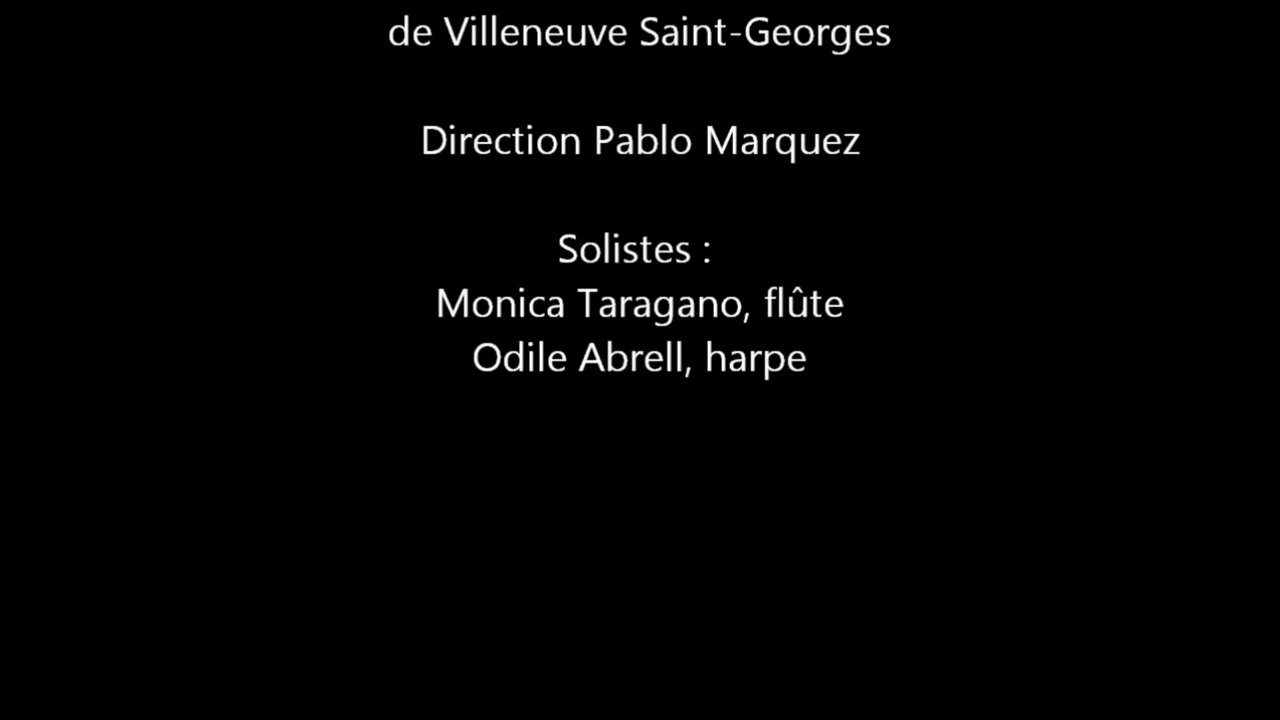 de Villeneuve Saint-Georges
Direction Pablo Marquez
Solistes :
Monica Taragano, flûte
Odile Abrell, harpe